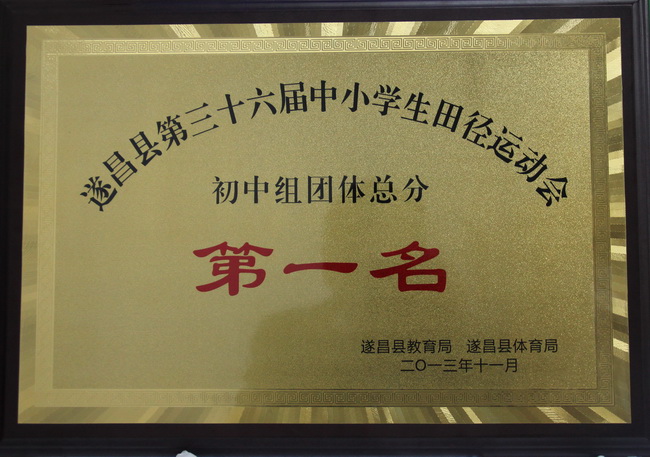 遂昌县第三十六届中小学生田径运动会
初中组团体总分
第一名
遂昌县教育局 遂昌县体育局
二〇一三年十一月